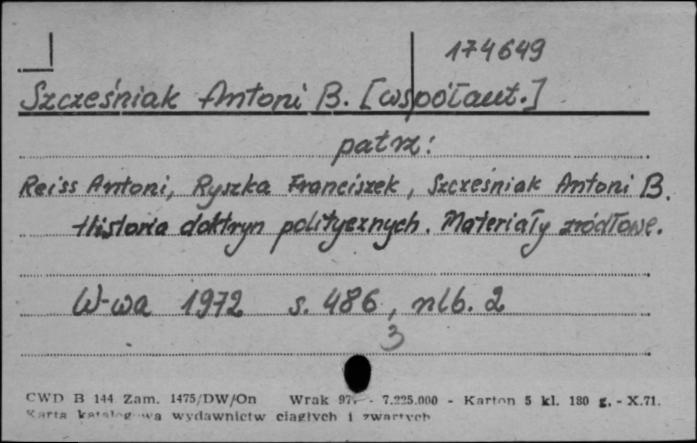 174649
Szcześniak Antoni B. [współaut.]
patrz:
Reiss Antoni, Ryszka Franciszek, Szcześniak Antoni B.
Historia doktryn politycznych. Materiały źródłowe.
W-wa 1972 s. 486, nlb. 2
3
CWD B 144 Zam. 1475/DW/On Wrak - 7.225.000 - Karton 5 kl. 180 g. - X.71.
Karta katalogowa wydawnictw ciągłych i zwartych